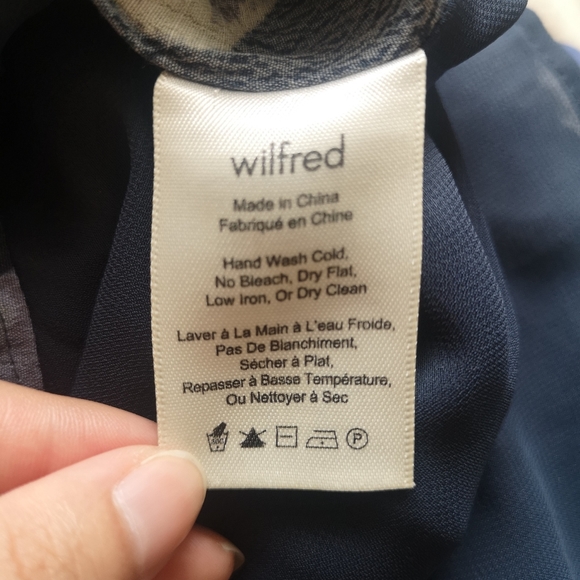 wilfred
Made in China
Fabriqué en Chine
Hand Wash Cold,
No Bleach, Dry Flat,
Low Iron, Or Dry Clean
Laver à La Main à L'eau Froide,
Pas De Blanchiment,
Sécher à Plat,
Repasser à Basse Température,
Ou Nettoyer à Sec
P